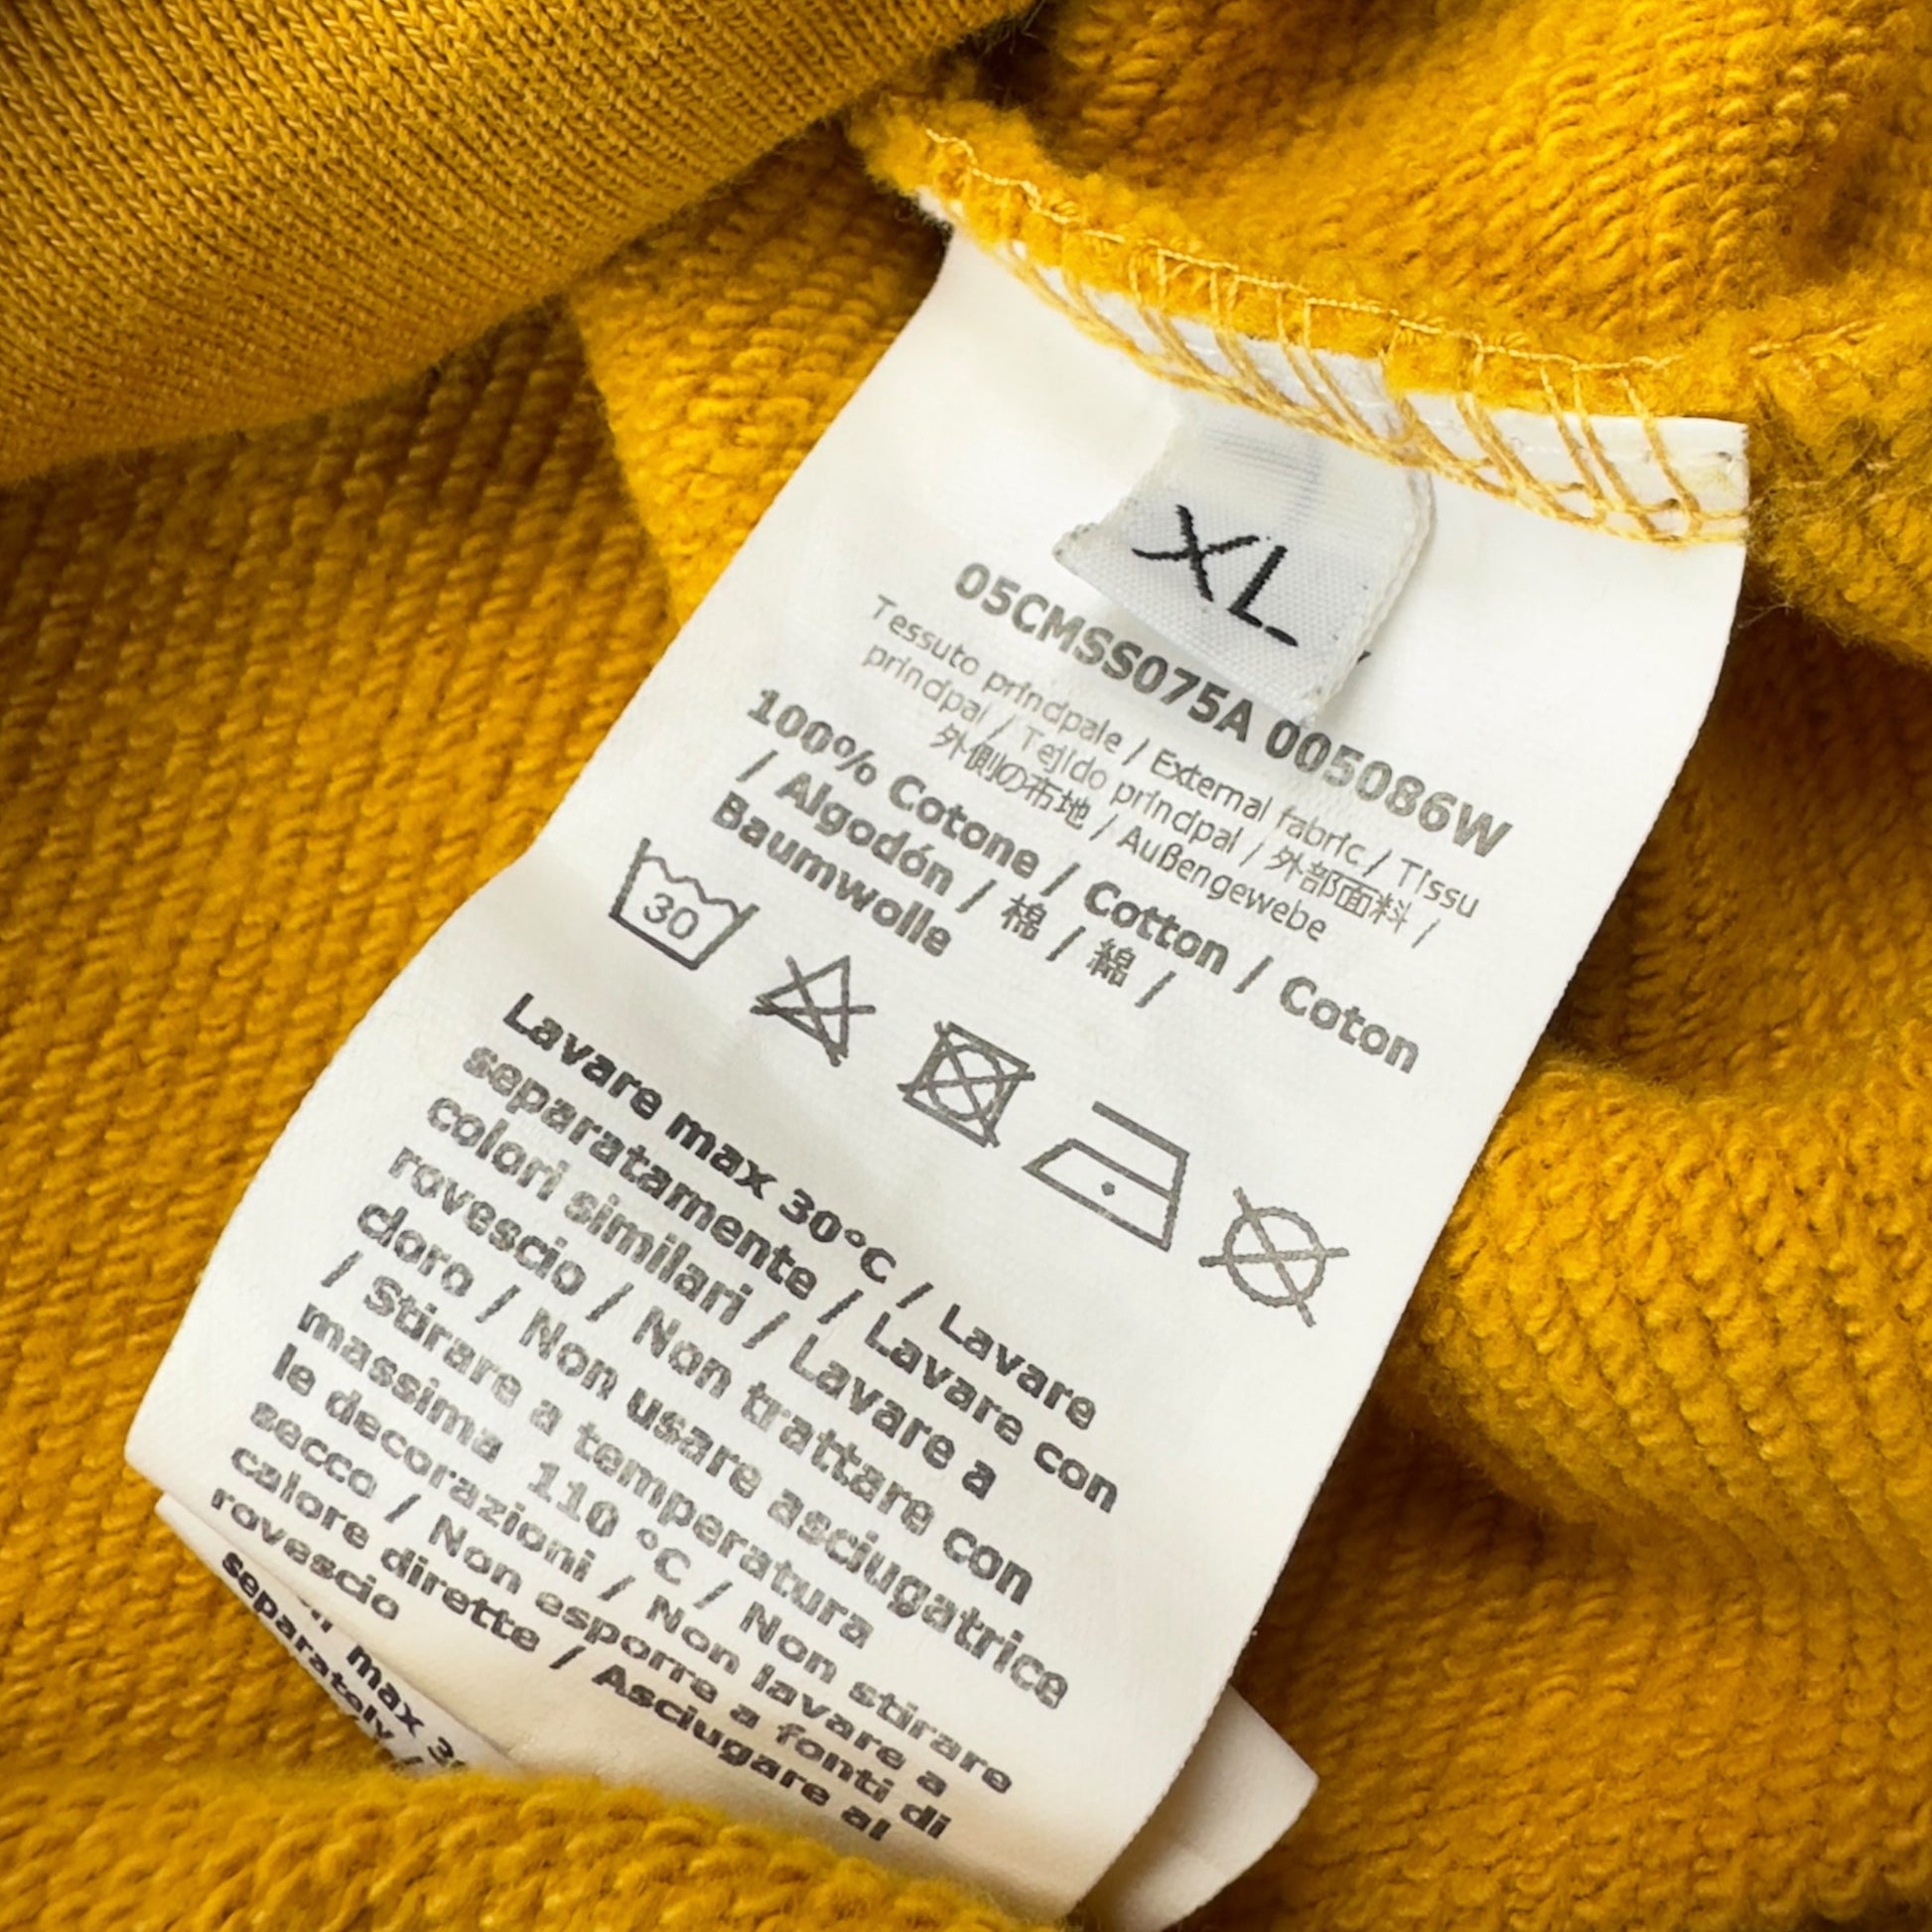 XL
05CMSS075A 005086W
Tessuto principale / External fabric / Tissu
principal / Tejido principal / 外部面料 /
外側の布地 / Außengewebe
100% Cotone / Cotton / Coton
/ Algodón / 棉 / 綿 /
Baumwolle
30
Lavare max 30°C / Lavare
separatamente / Lavare con
colori similari / Lavare a
rovescio / Non trattare con
cloro / Non usare asciugatrice
/ Stirare a temperatura
massima 110 °C / Non stirare
le decorazioni / Non lavare a
secco / Non esporre a fonti di
calore dirette / Asciugare al
rovescio
max
separately /